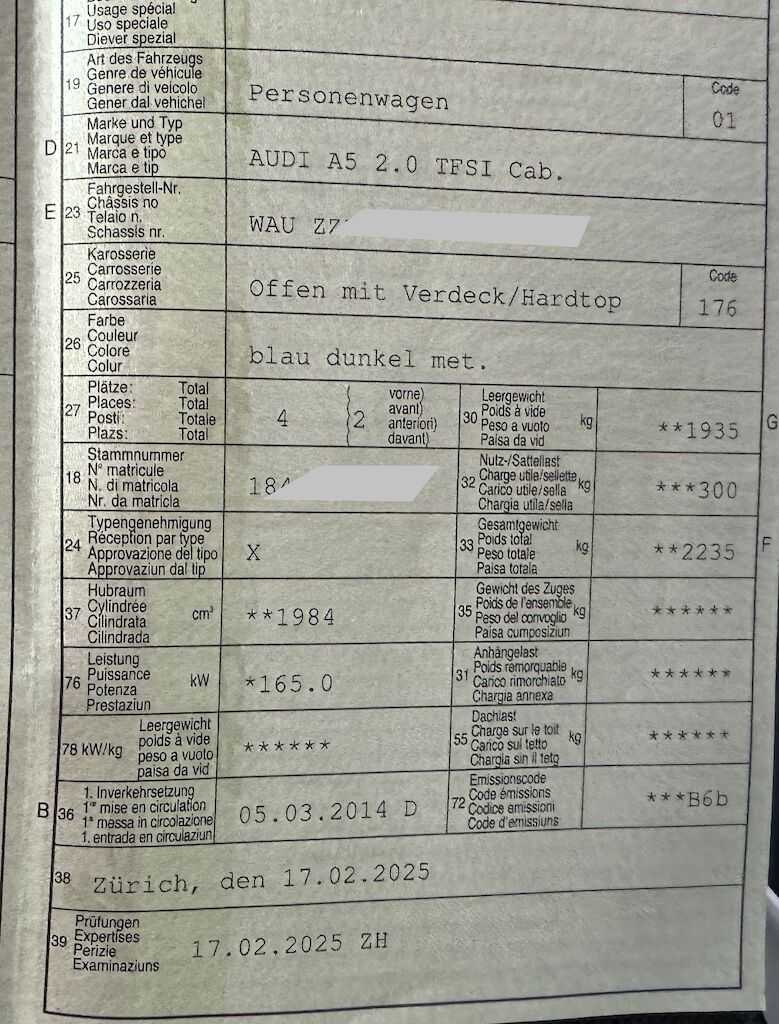 17 Usage spécial
Uso speciale
Diever spezial
19 Art des Fahrzeugs
Genre de véhicule
Genere di veicolo
Gener dal vehichel
Personenwagen
Code
01
D 21 Marke und Typ
Marque et type
Marca e tipo
Marca e tip
AUDI A5 2.0 TFSI Cab.
E 23 Fahrgestell-Nr.
Châssis no
Telaio n.
Schassis nr.
WAU ZZ
25 Karosserie
Carrosserie
Carrozzeria
Carossaria
Offen mit Verdeck/Hardtop
Code
176
26 Farbe
Couleur
Colore
Colur
blau dunkel met.
27 Plätze: Total
Places: Total
Posti: Totale
Plazs: Total
4 2 vorne)
avant)
anteriori)
davant)
30 Leergewicht
Poids à vide
Peso a vuoto
Paisa da vid
kg
**1935
G
18 Stammnummer
N° matricule
N. di matricola
Nr. da matricla
184
32 Nutz-/Sattellast
Charge utile/sellette
Carico utile/sella
Chargia utila/sella
kg
***300
24 Typengenehmigung
Réception par type
Approvazione del tipo
Approvaziun dal tip
X
33 Gesamtgewicht
Poids total
Peso totale
Paisa totala
kg
**2235
F
37 Hubraum
Cylindrée
Cilindrata
Cilindrada
cm³
**1984
35 Gewicht des Zuges
Poids de l'ensemble
Peso del convoglio
Paisa cumposiziun
kg
******
76 Leistung
Puissance
Potenza
Prestaziun
kW
*165.0
31 Anhängelast
Poids remorquable
Carico rimorchiato
Chargia annexa
kg
******
78 kW/kg Leergewicht
poids à vide
peso a vuoto
paisa da vid
******
55 Dachlast
Charge sur le toit
Carico sul tetto
Chargia sin il tetg
kg
******
B 36 1. Inverkehrsetzung
1re mise en circulation
1a messa in circolazione
1. entrada en circulaziun
05.03.2014 D
72 Emissionscode
Code émissions
Codice emissioni
Code d'emissiuns
***B6b
38 Zürich, den 17.02.2025
39 Prüfungen
Expertises
Perizie
Examinaziuns
17.02.2025 ZH